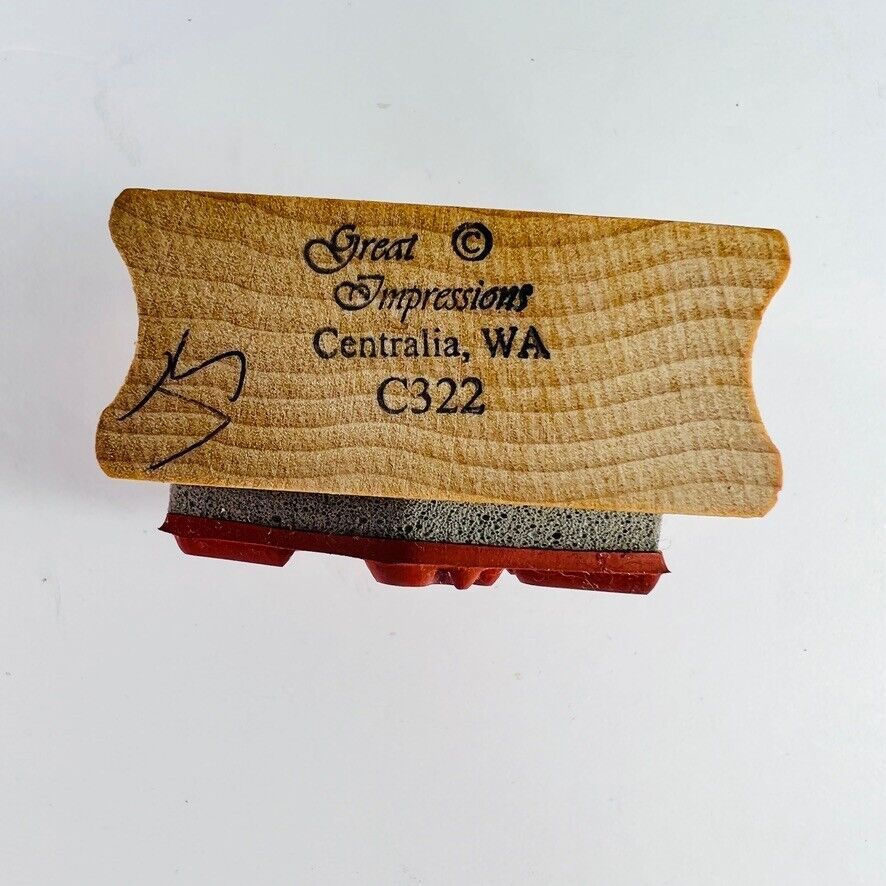 Great ©
Impressions
Centralia, WA
C322